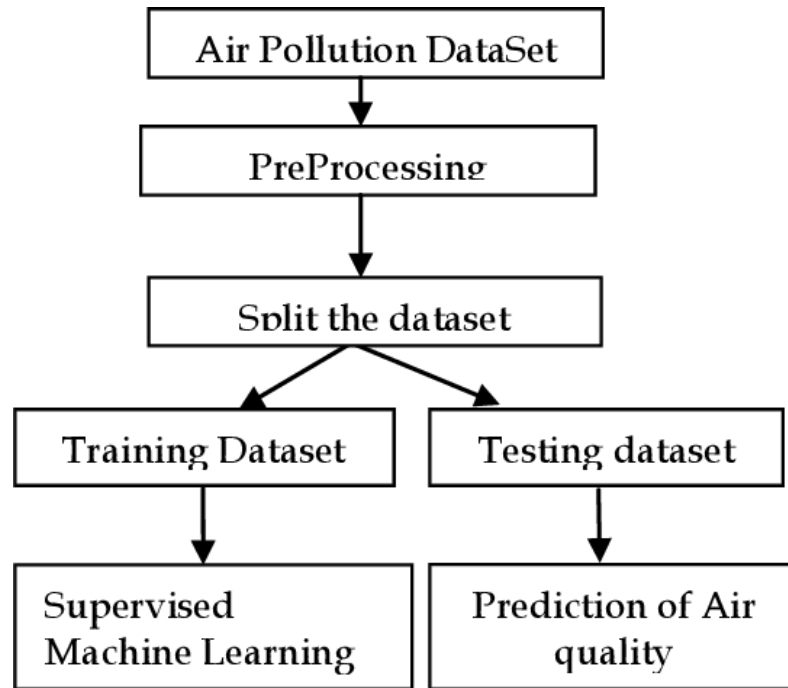 Air Pollution DataSet
PreProcessing
Split the dataset
Training Dataset
Testing dataset
Supervised
Machine Learning
Prediction of Air
quality